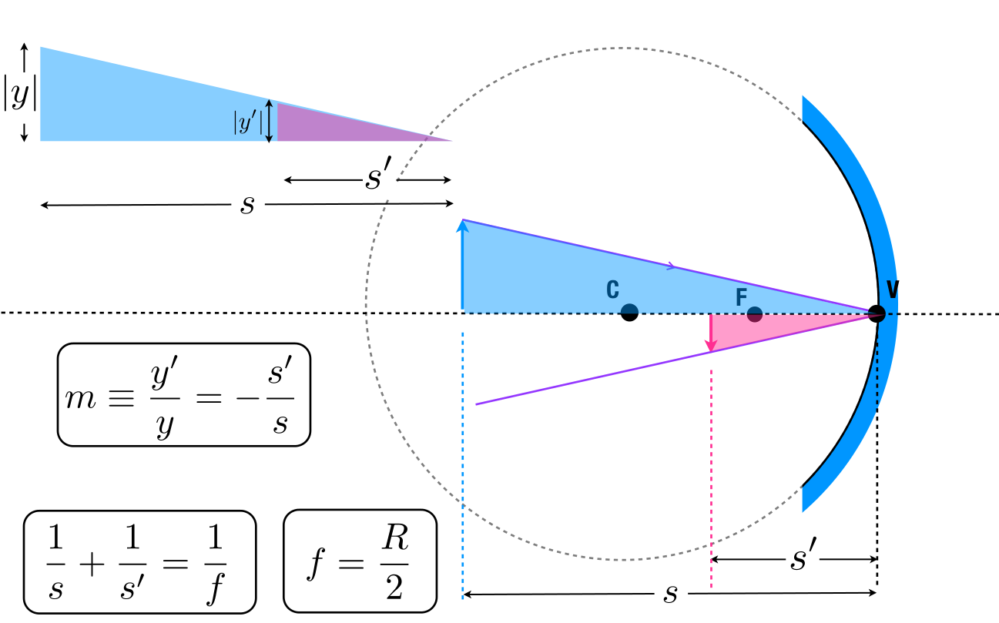 |y|
|y′|
s′
s
C
F
V
m ≡ y′/y = −s′/s
1/s + 1/s′ = 1/f
f = R/2
s′
s